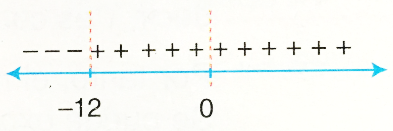 − − − + + + + + + + + + + +
−12 0